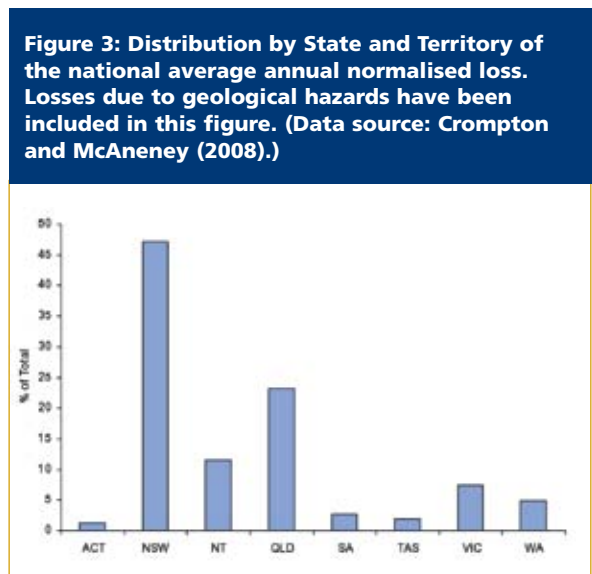 Figure 3: Distribution by State and Territory of
the national average annual normalised loss.
Losses due to geological hazards have been
included in this figure. (Data source: Crompton
and McAneney (2008).)
50
45
40
35
30
25
20
15
10
5
0
% of Total
ACT NSW NT QLD SA TAS VIC WA